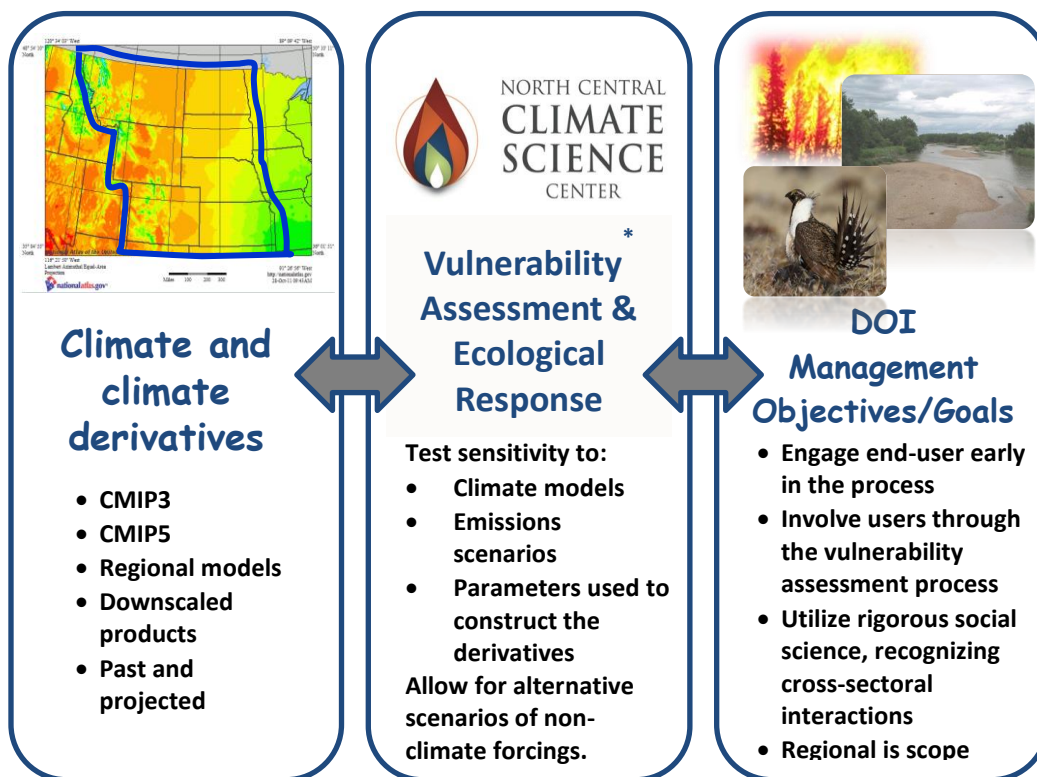 NORTH CENTRAL
CLIMATE
SCIENCE
CENTER
nationalatlas.gov
Miles
Climate and
climate
derivatives
• CMIP3
• CMIP5
• Regional models
• Downscaled
products
• Past and
projected
*
Vulnerability
Assessment &
Ecological
Response
Test sensitivity to:
• Climate models
• Emissions
scenarios
• Parameters used to
construct the
derivatives
Allow for alternative
scenarios of non-
climate forcings.
DOI
Management
Objectives/Goals
• Engage end-user early
in the process
• Involve users through
the vulnerability
assessment process
• Utilize rigorous social
science, recognizing
cross-sectoral
interactions
• Regional is scope